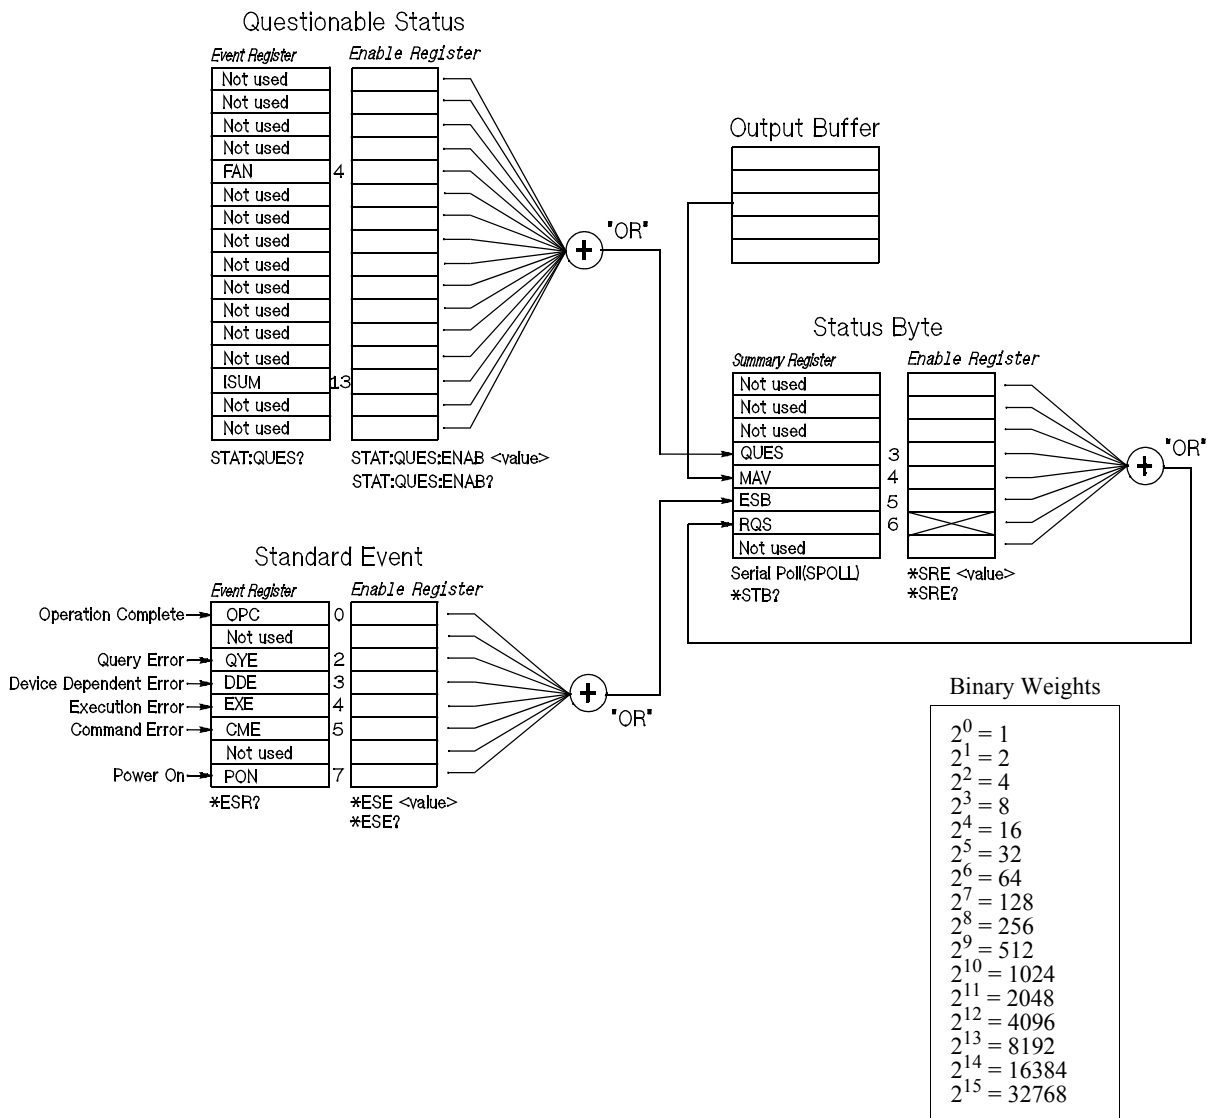 Questionable Status
Event Register Enable Register
Not used
Not used
Not used
Not used
FAN 4
Not used
Not used
Not used
Not used
Not used
Not used
Not used
Not used
ISUM 13
Not used
Not used
STAT:QUES? STAT:QUES:ENAB <value>
STAT:QUES:ENAB?
+
"OR"
Output Buffer
Status Byte
Summary Register Enable Register
Not used
Not used
Not used
QUES 3
MAV 4
ESB 5
RQS 6
Not used
Serial Poll(SPOLL) *SRE <value>
*STB? *SRE?
+
"OR"
Standard Event
Event Register Enable Register
Operation Complete OPC 0
Not used
Query Error QYE 2
Device Dependent Error DDE 3
Execution Error EXE 4
Command Error CME 5
Not used
Power On PON 7
*ESR? *ESE <value>
*ESE?
+
"OR"
Binary Weights
2^0 = 1
2^1 = 2
2^2 = 4
2^3 = 8
2^4 = 16
2^5 = 32
2^6 = 64
2^7 = 128
2^8 = 256
2^9 = 512
2^10 = 1024
2^11 = 2048
2^12 = 4096
2^13 = 8192
2^14 = 16384
2^15 = 32768